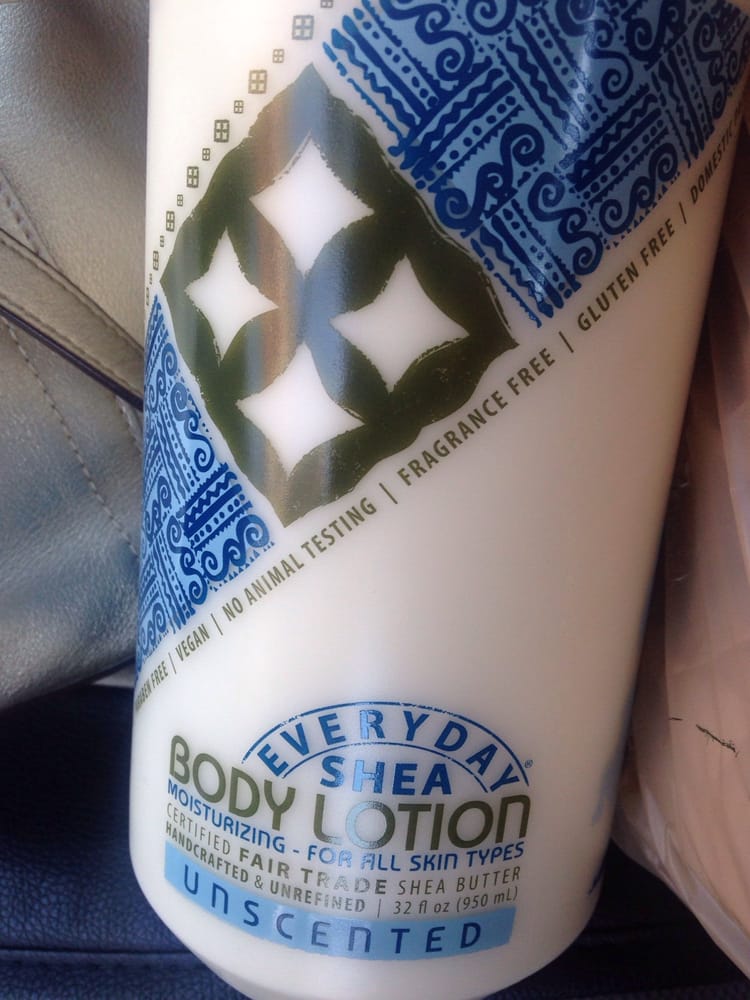 FREE | VEGAN | NO ANIMAL TESTING | FRAGRANCE FREE | GLUTEN FREE |
EVERYDAY
SHEA®
BODY LOTION
MOISTURIZING - FOR ALL SKIN TYPES
CERTIFIED FAIR TRADE SHEA BUTTER
HANDCRAFTED & UNREFINED | 32 fl oz (950 mL)
UNSCENTED